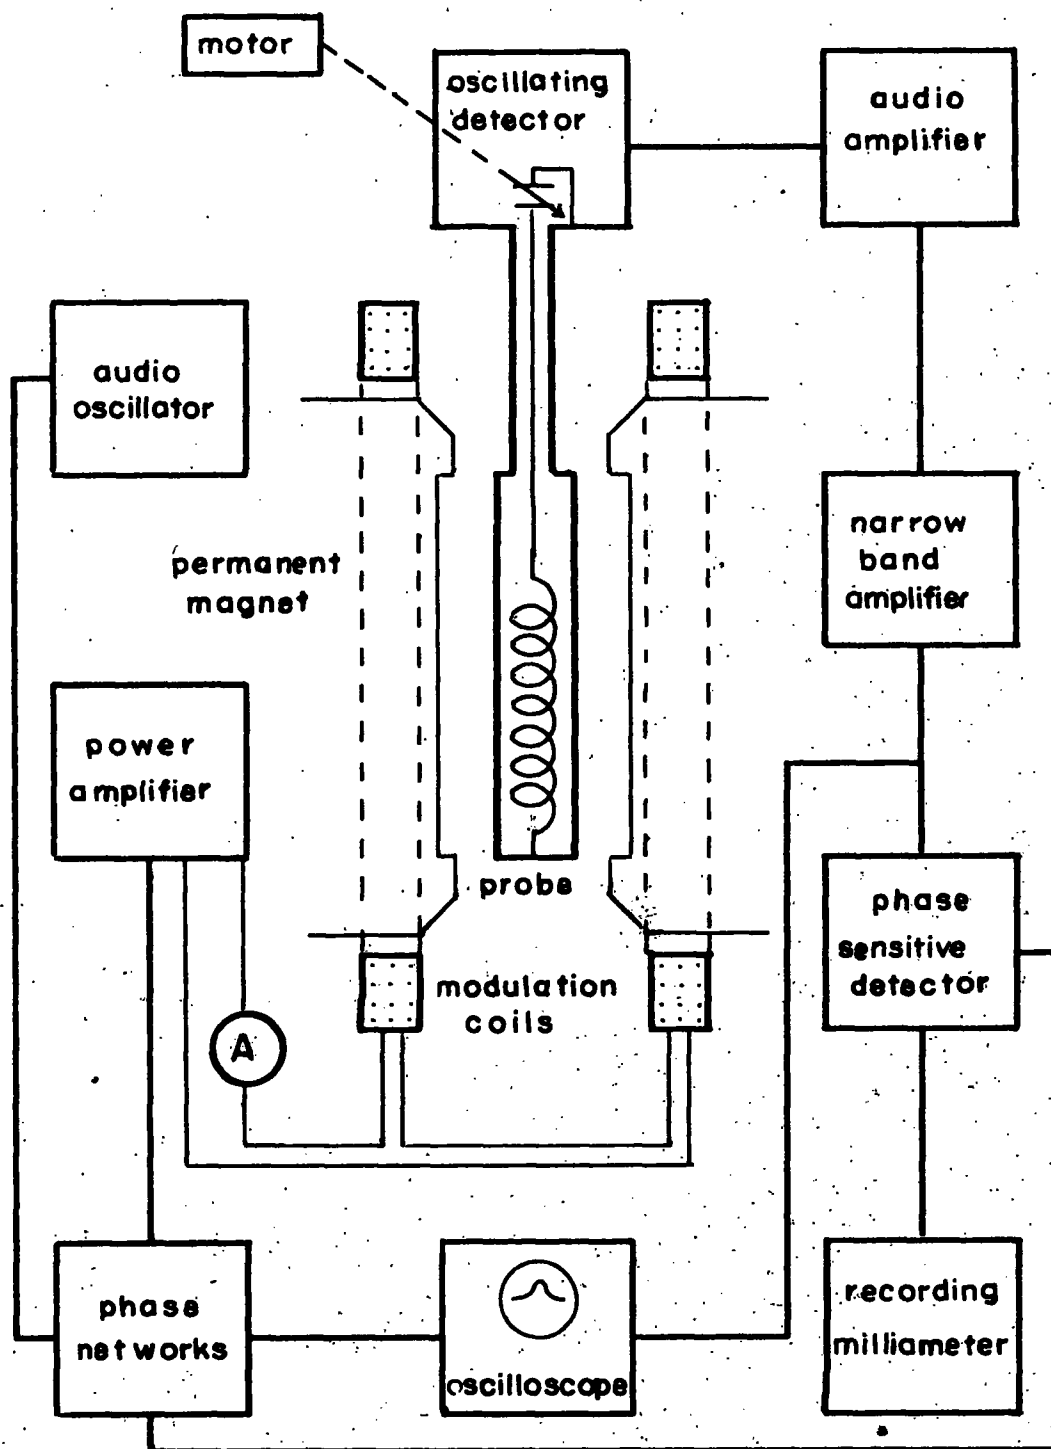 motor
oscillating
detector
audio
amplifier
audio
oscillator
permanent
magnet
narrow
band
amplifier
power
amplifier
probe
phase
sensitive
detector
modulation
coils
A
phase
networks
oscilloscope
recording
milliameter